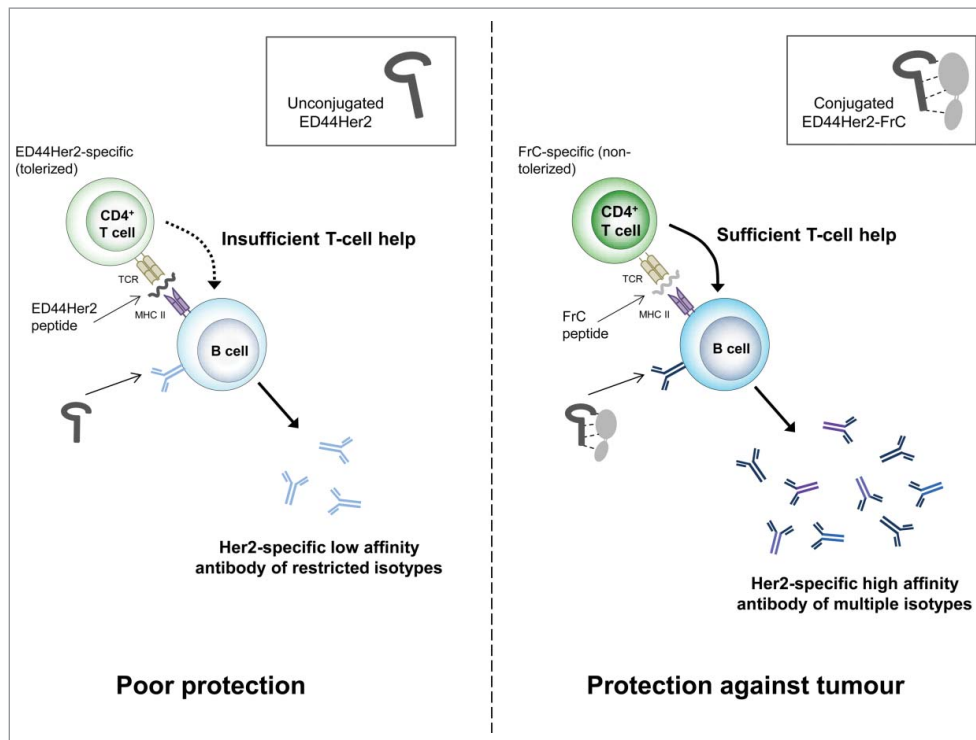 Unconjugated
ED44Her2
ED44Her2-specific
(tolerized)
CD4+
T cell
Insufficient T-cell help
TCR
ED44Her2
peptide
MHC II
B cell
Her2-specific low affinity
antibody of restricted isotypes
Poor protection
Conjugated
ED44Her2-FrC
FrC-specific (non-
tolerized)
CD4+
T cell
Sufficient T-cell help
TCR
FrC
peptide
MHC II
B cell
Her2-specific high affinity
antibody of multiple isotypes
Protection against tumour